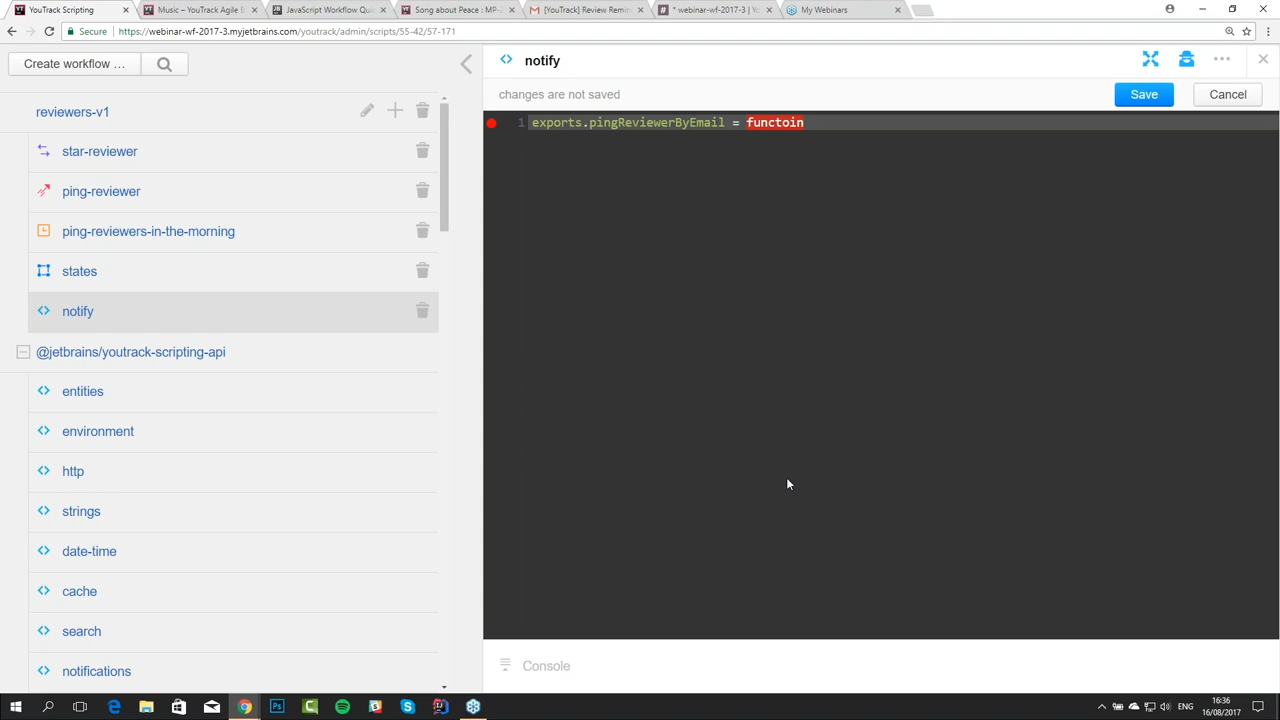 YouTrack Scripting
Music – YouTrack Agile B
JavaScript Workflow Quic
Song about Peace : MP-2
[YouTrack] Review Remin
* webinar-wf-2017-3 | Yo
My Webinars
Secure
https://webinar-wf-2017-3.myjetbrains.com/youtrack/admin/scripts/55-42/57-171
Create workflow ...
notify
changes are not saved
Save
Cancel
reviewers-v1
star-reviewer
ping-reviewer
ping-reviewers-in-the-morning
states
notify
@jetbrains/youtrack-scripting-api
entities
environment
http
strings
date-time
cache
search
notifications
1 exports.pingReviewerByEmail = functoin
Console
ENG
16:36
16/08/2017